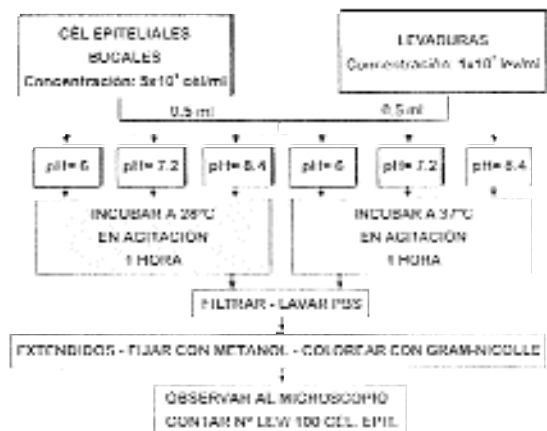 CÉL EPITELIALES
BUCALES
Concentración: 5x10⁵ cél/ml
LEVADURAS
Concentración: 1x10⁷ lev/ml
0.5 ml
0.5 ml
pH= 6
pH= 7.2
pH= 8.4
pH= 6
pH= 7.2
pH= 8.4
INCUBAR A 28°C
EN AGITACIÓN
1 HORA
INCUBAR A 37°C
EN AGITACIÓN
1 HORA
FILTRAR - LAVAR PBS
EXTENDIDOS - FIJAR CON METANOL - COLOREAR CON GRAM-NICOLLE
OBSERVAR AL MICROSCOPIO
CONTAR Nº LEV/ 100 CÉL. EPIT.